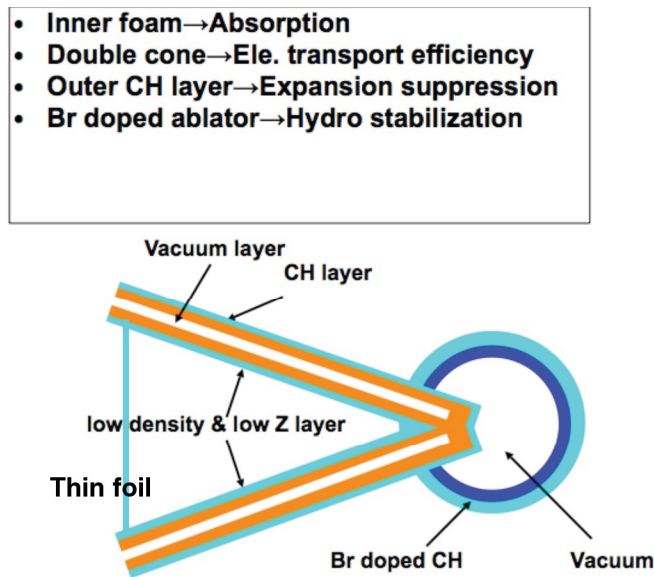 • Inner foam→Absorption
• Double cone→Ele. transport efficiency
• Outer CH layer→Expansion suppression
• Br doped ablator→Hydro stabilization
Vacuum layer
CH layer
low density & low Z layer
Thin foil
Br doped CH
Vacuum